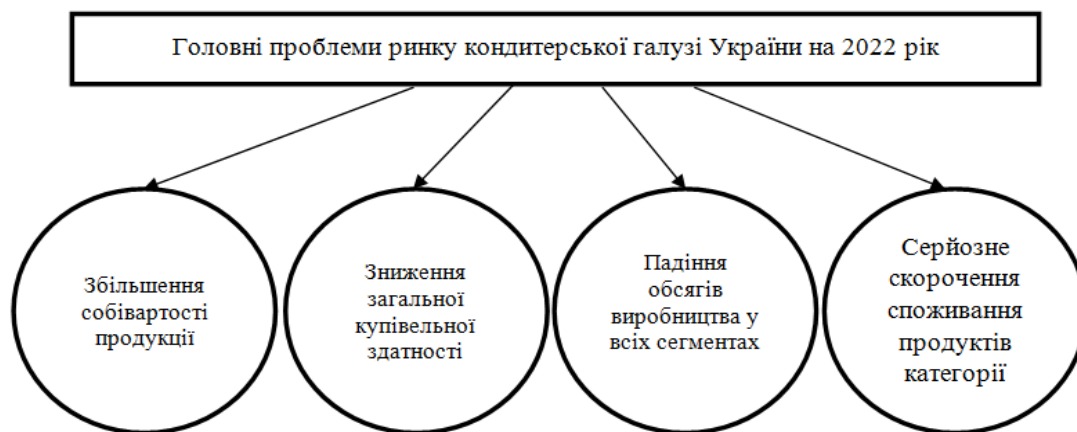 Головні проблеми ринку кондитерської галузі України на 2022 рік
Збільшення
собівартості
продукції
Зниження
загальної
купівельної
здатності
Падіння
обсягів
виробництва у
всіх сегментах
Серйозне
скорочення
споживання
продуктів
категорії